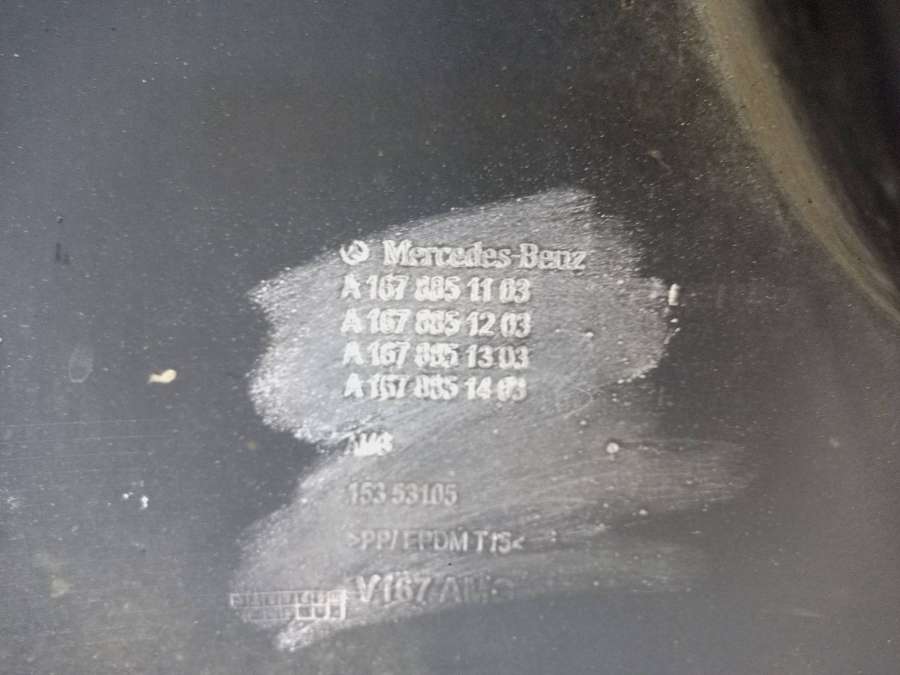 Mercedes-Benz
A 167 885 11 03
A 167 885 12 03
A 167 885 13 03
A 167 885 14 03
AMG
153 53105
>PP/EPDM T15<
V167 AMG